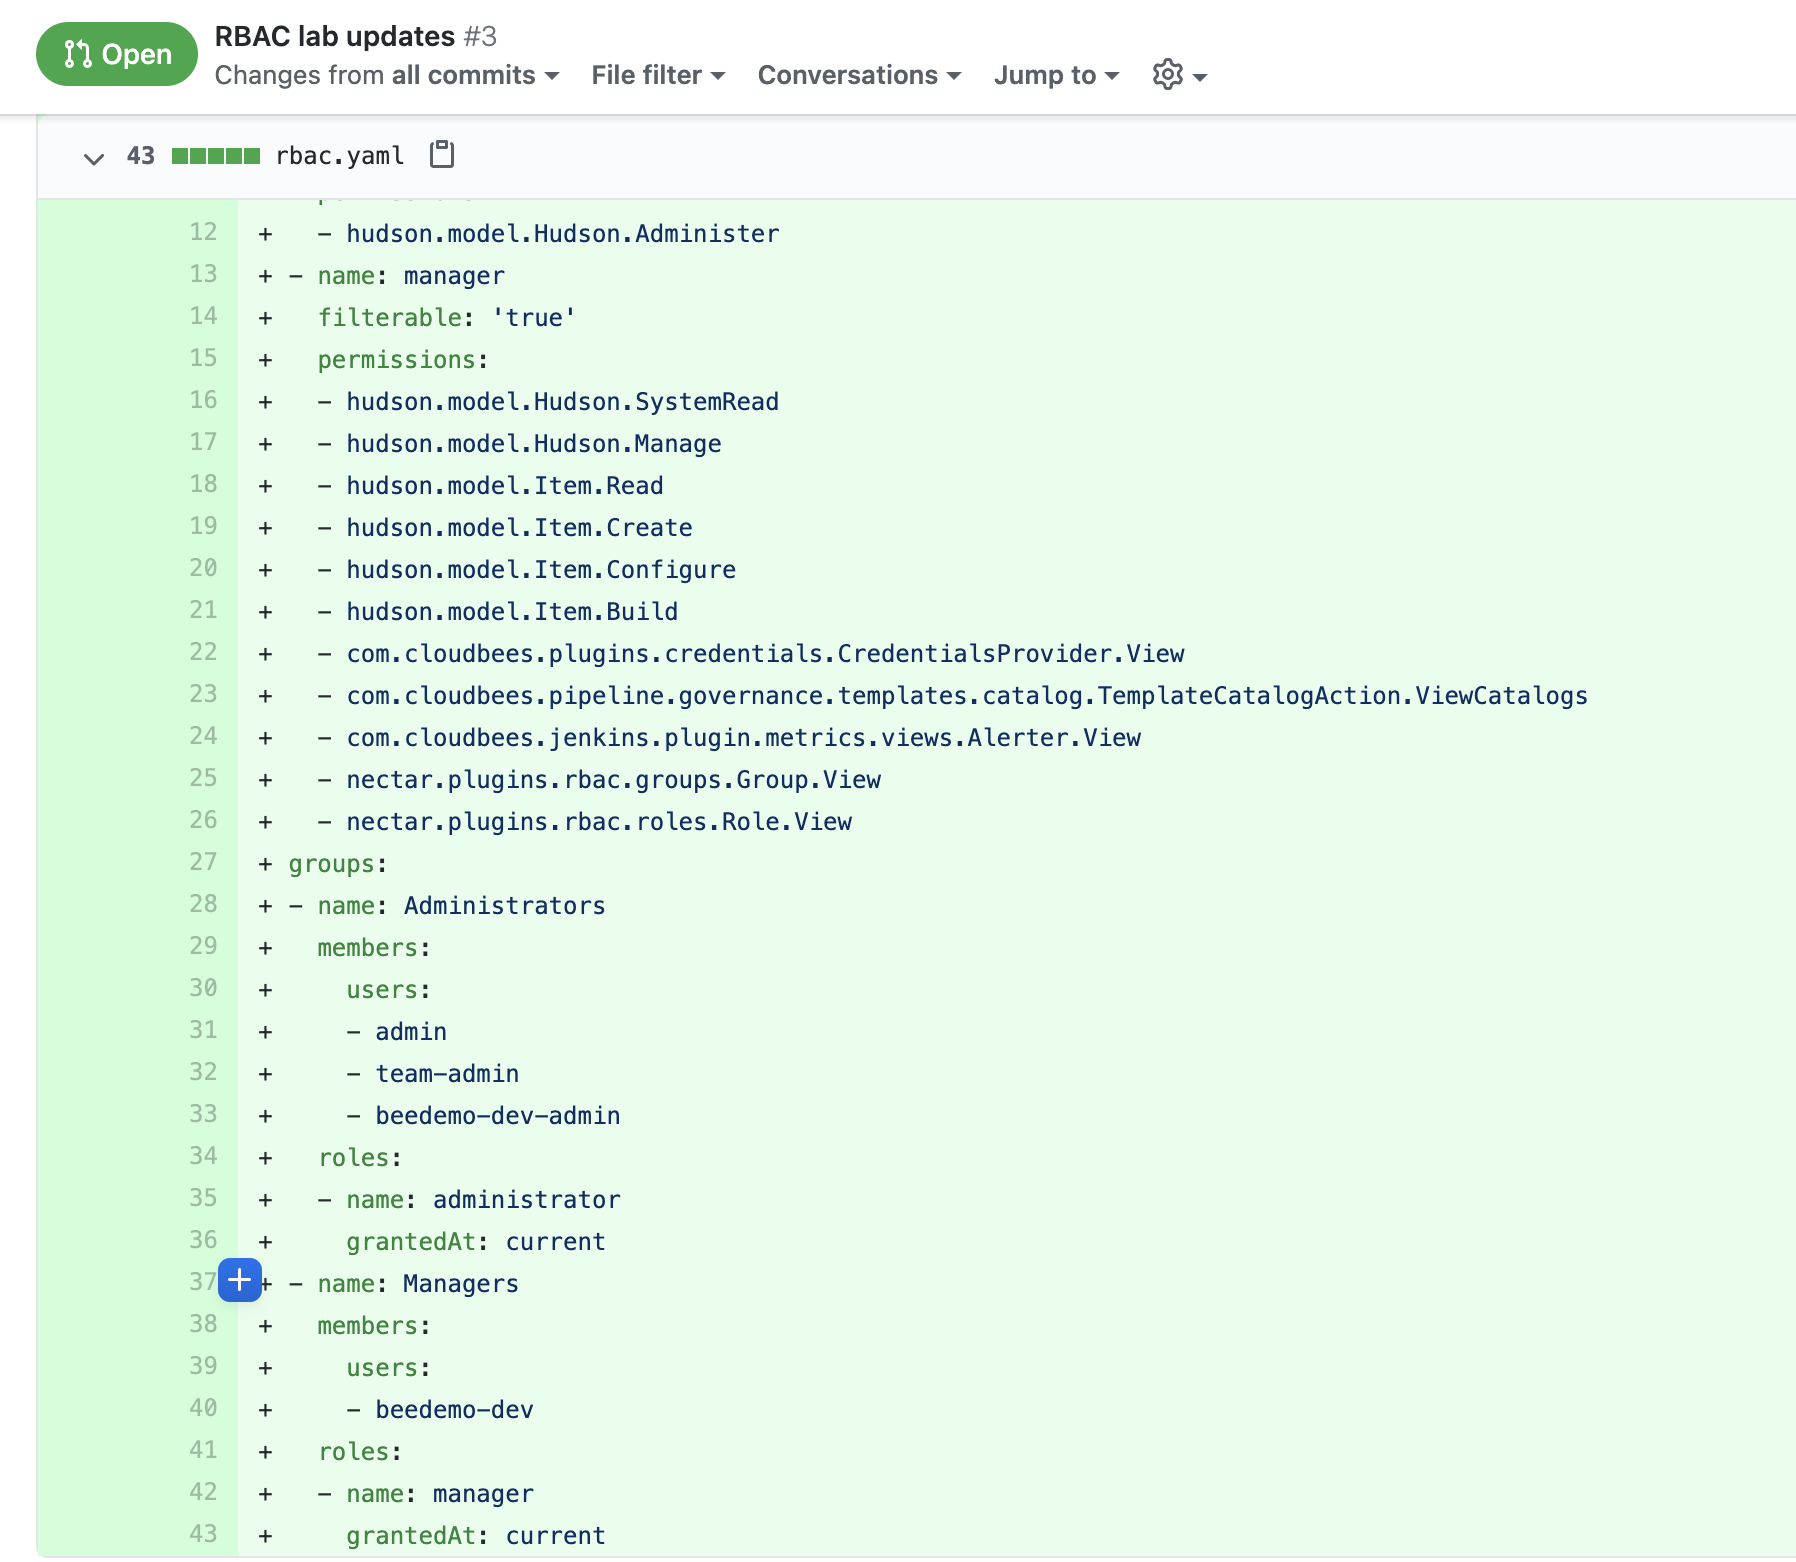 Open
RBAC lab updates #3
Changes from all commits File filter Conversations Jump to
43 rbac.yaml
12 + - hudson.model.Hudson.Administer
13 + - name: manager
14 + filterable: 'true'
15 + permissions:
16 + - hudson.model.Hudson.SystemRead
17 + - hudson.model.Hudson.Manage
18 + - hudson.model.Item.Read
19 + - hudson.model.Item.Create
20 + - hudson.model.Item.Configure
21 + - hudson.model.Item.Build
22 + - com.cloudbees.plugins.credentials.CredentialsProvider.View
23 + - com.cloudbees.pipeline.governance.templates.catalog.TemplateCatalogAction.ViewCatalogs
24 + - com.cloudbees.jenkins.plugin.metrics.views.Alerter.View
25 + - nectar.plugins.rbac.groups.Group.View
26 + - nectar.plugins.rbac.roles.Role.View
27 + groups:
28 + - name: Administrators
29 + members:
30 + users:
31 + - admin
32 + - team-admin
33 + - beedemo-dev-admin
34 + roles:
35 + - name: administrator
36 + grantedAt: current
37 + - name: Managers
38 + members:
39 + users:
40 + - beedemo-dev
41 + roles:
42 + - name: manager
43 + grantedAt: current